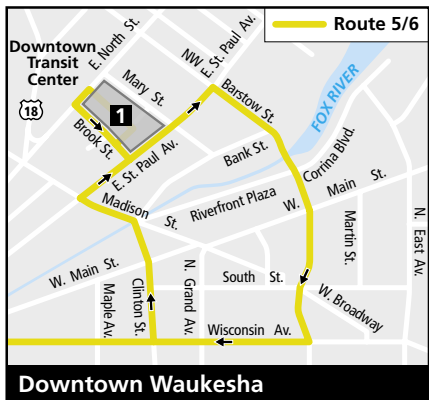 Route 5/6
Downtown
Transit
Center
E. North St.
NW
E. St. Paul Av.
Mary St.
Barstow St.
FOX RIVER
18
1
Brook St.
E. St. Paul Av.
Bank St.
Corrina Blvd.
Madison St.
Riverfront Plaza
W. Main St.
N. East Av.
Martin St.
W. Main St.
N. Grand Av.
South St.
W. Broadway
Maple Av.
Clinton St.
Wisconsin Av.
Downtown Waukesha